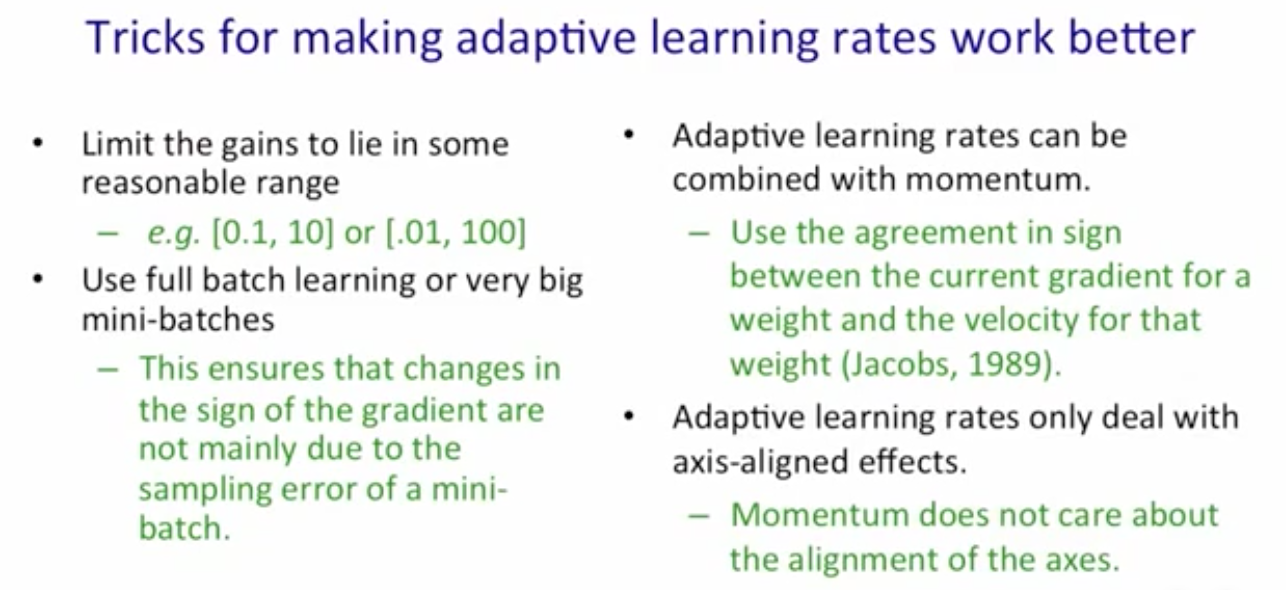 Tricks for making adaptive learning rates work better
• Limit the gains to lie in some
reasonable range
– e.g. [0.1, 10] or [.01, 100]
• Use full batch learning or very big
mini-batches
– This ensures that changes in
the sign of the gradient are
not mainly due to the
sampling error of a mini-
batch.
• Adaptive learning rates can be
combined with momentum.
– Use the agreement in sign
between the current gradient for a
weight and the velocity for that
weight (Jacobs, 1989).
• Adaptive learning rates only deal with
axis-aligned effects.
– Momentum does not care about
the alignment of the axes.